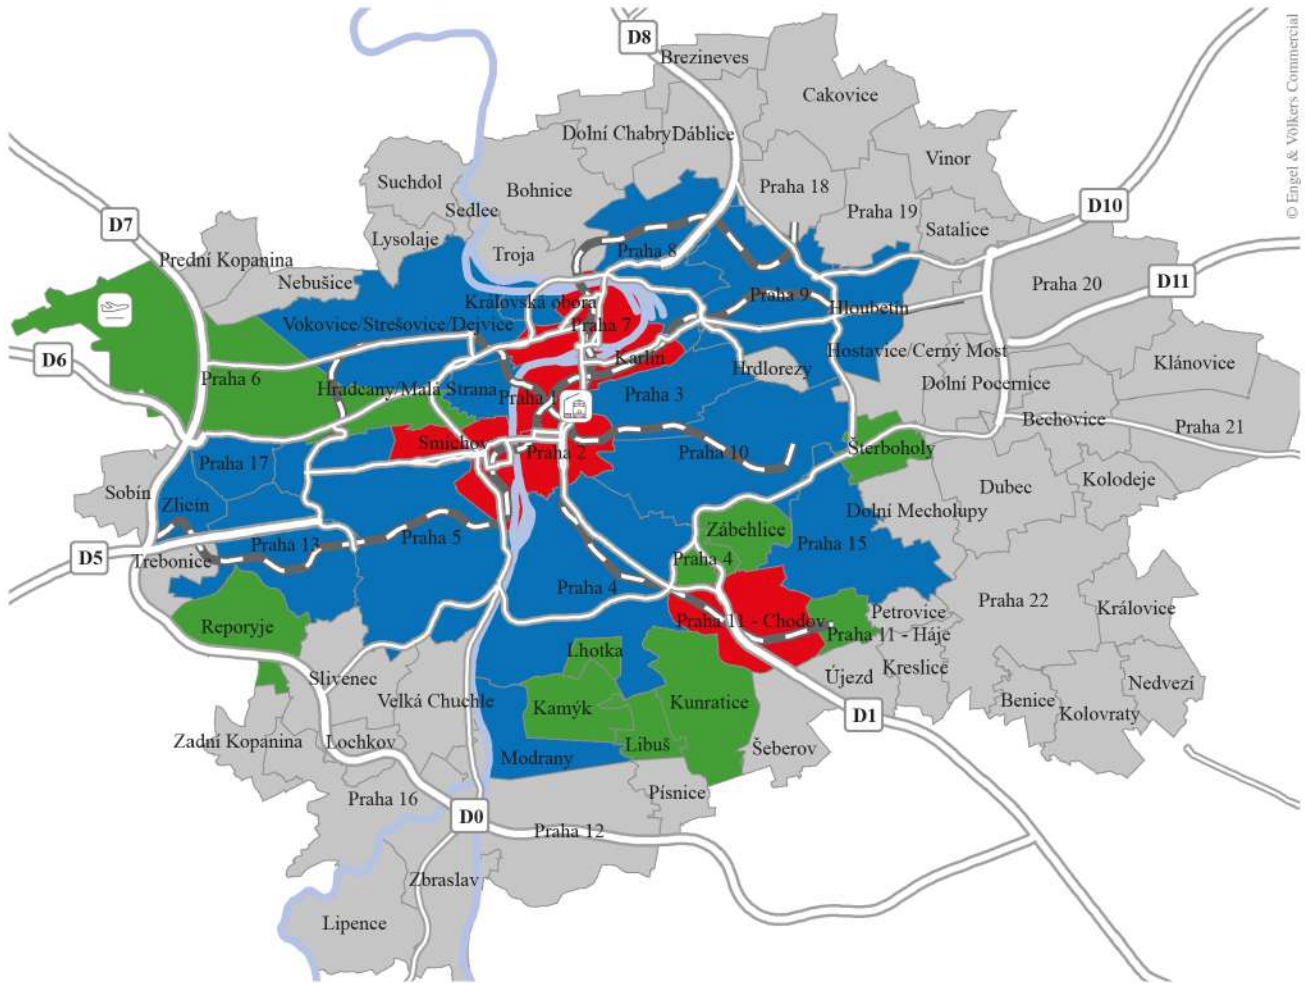 D8
Brezineves
© Engel & Völkers Commercial
Cakovice
Dolní Chabry
Dáblice
Vinor
Suchdol
Bohnice
Praha 18
D10
Sedlec
Praha 19
D7
Satalice
Lysolaje
Praha 8
Troja
Prední Kopanina
Nebušice
Praha 20
D11
Praha 9
Královská obora
Hloubetín
Vokovice/Strešovice/Dejvice
Praha 7
Hostavice/Cerný Most
D6
Karlín
Klánovice
Hrdlorezy
Praha 6
Dolní Pocernice
Hradcany/Malá Strana
Praha 1
Praha 3
Bechovice
Praha 21
Smíchov
Šterboholy
Praha 2
Praha 10
Praha 17
Kolodeje
Dubec
Sobín
Zlicín
Dolní Mecholupy
Zábehlice
Praha 5
Praha 13
Praha 15
D5
Trebonice
Praha 4
Praha 4
Praha 22
Královice
Petrovice
Praha 11 - Chodov
Reporyje
Praha 11 - Háje
Lhotka
Kreslice
Újezd
Slivenec
Nedvezí
Velká Chuchle
Kunratice
Benice
Kamýk
Kolovraty
D1
Zadní Kopanina
Lochkov
Libuš
Šeberov
Modrany
Písnice
Praha 16
D0
Praha 12
Zbraslav
Lipence